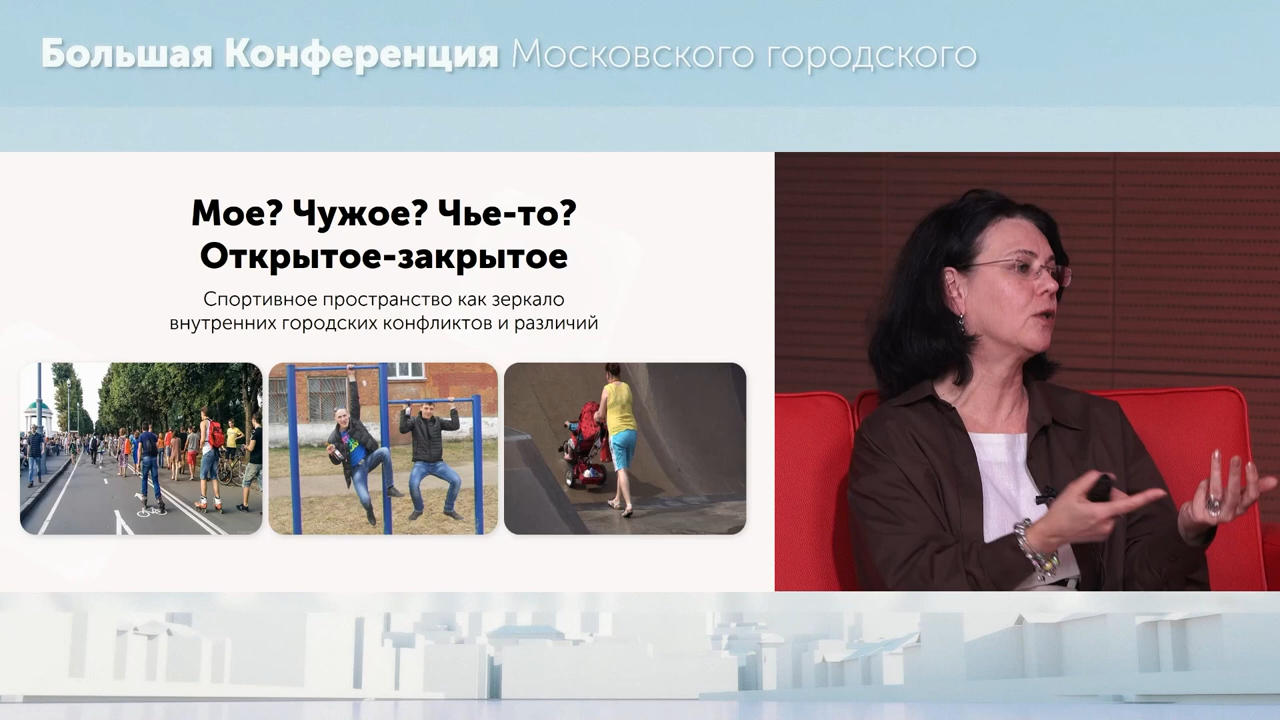 Большая Конференция Московского городского
Мое? Чужое? Чье-то?
Открытое-закрытое
Спортивное пространство как зеркало
внутренних городских конфликтов и различий